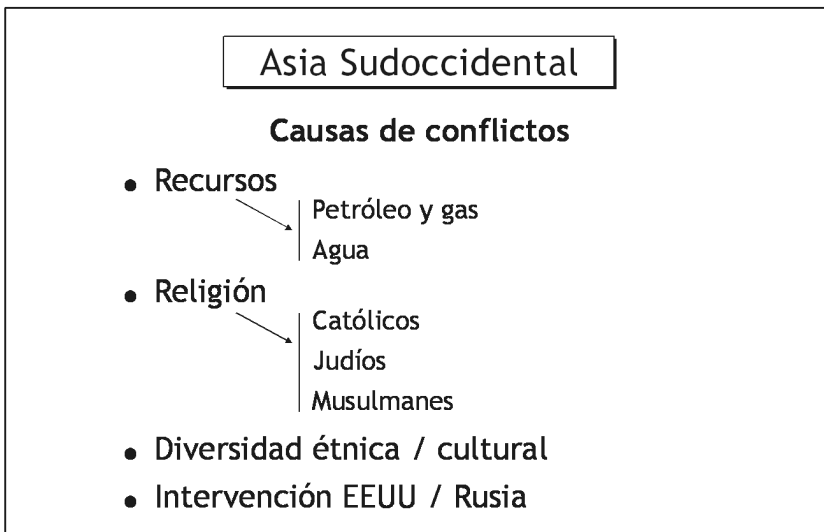 Asia Sudoccidental
Causas de conflictos
• Recursos
Petróleo y gas
Agua
• Religión
Católicos
Judíos
Musulmanes
• Diversidad étnica / cultural
• Intervención EEUU / Rusia